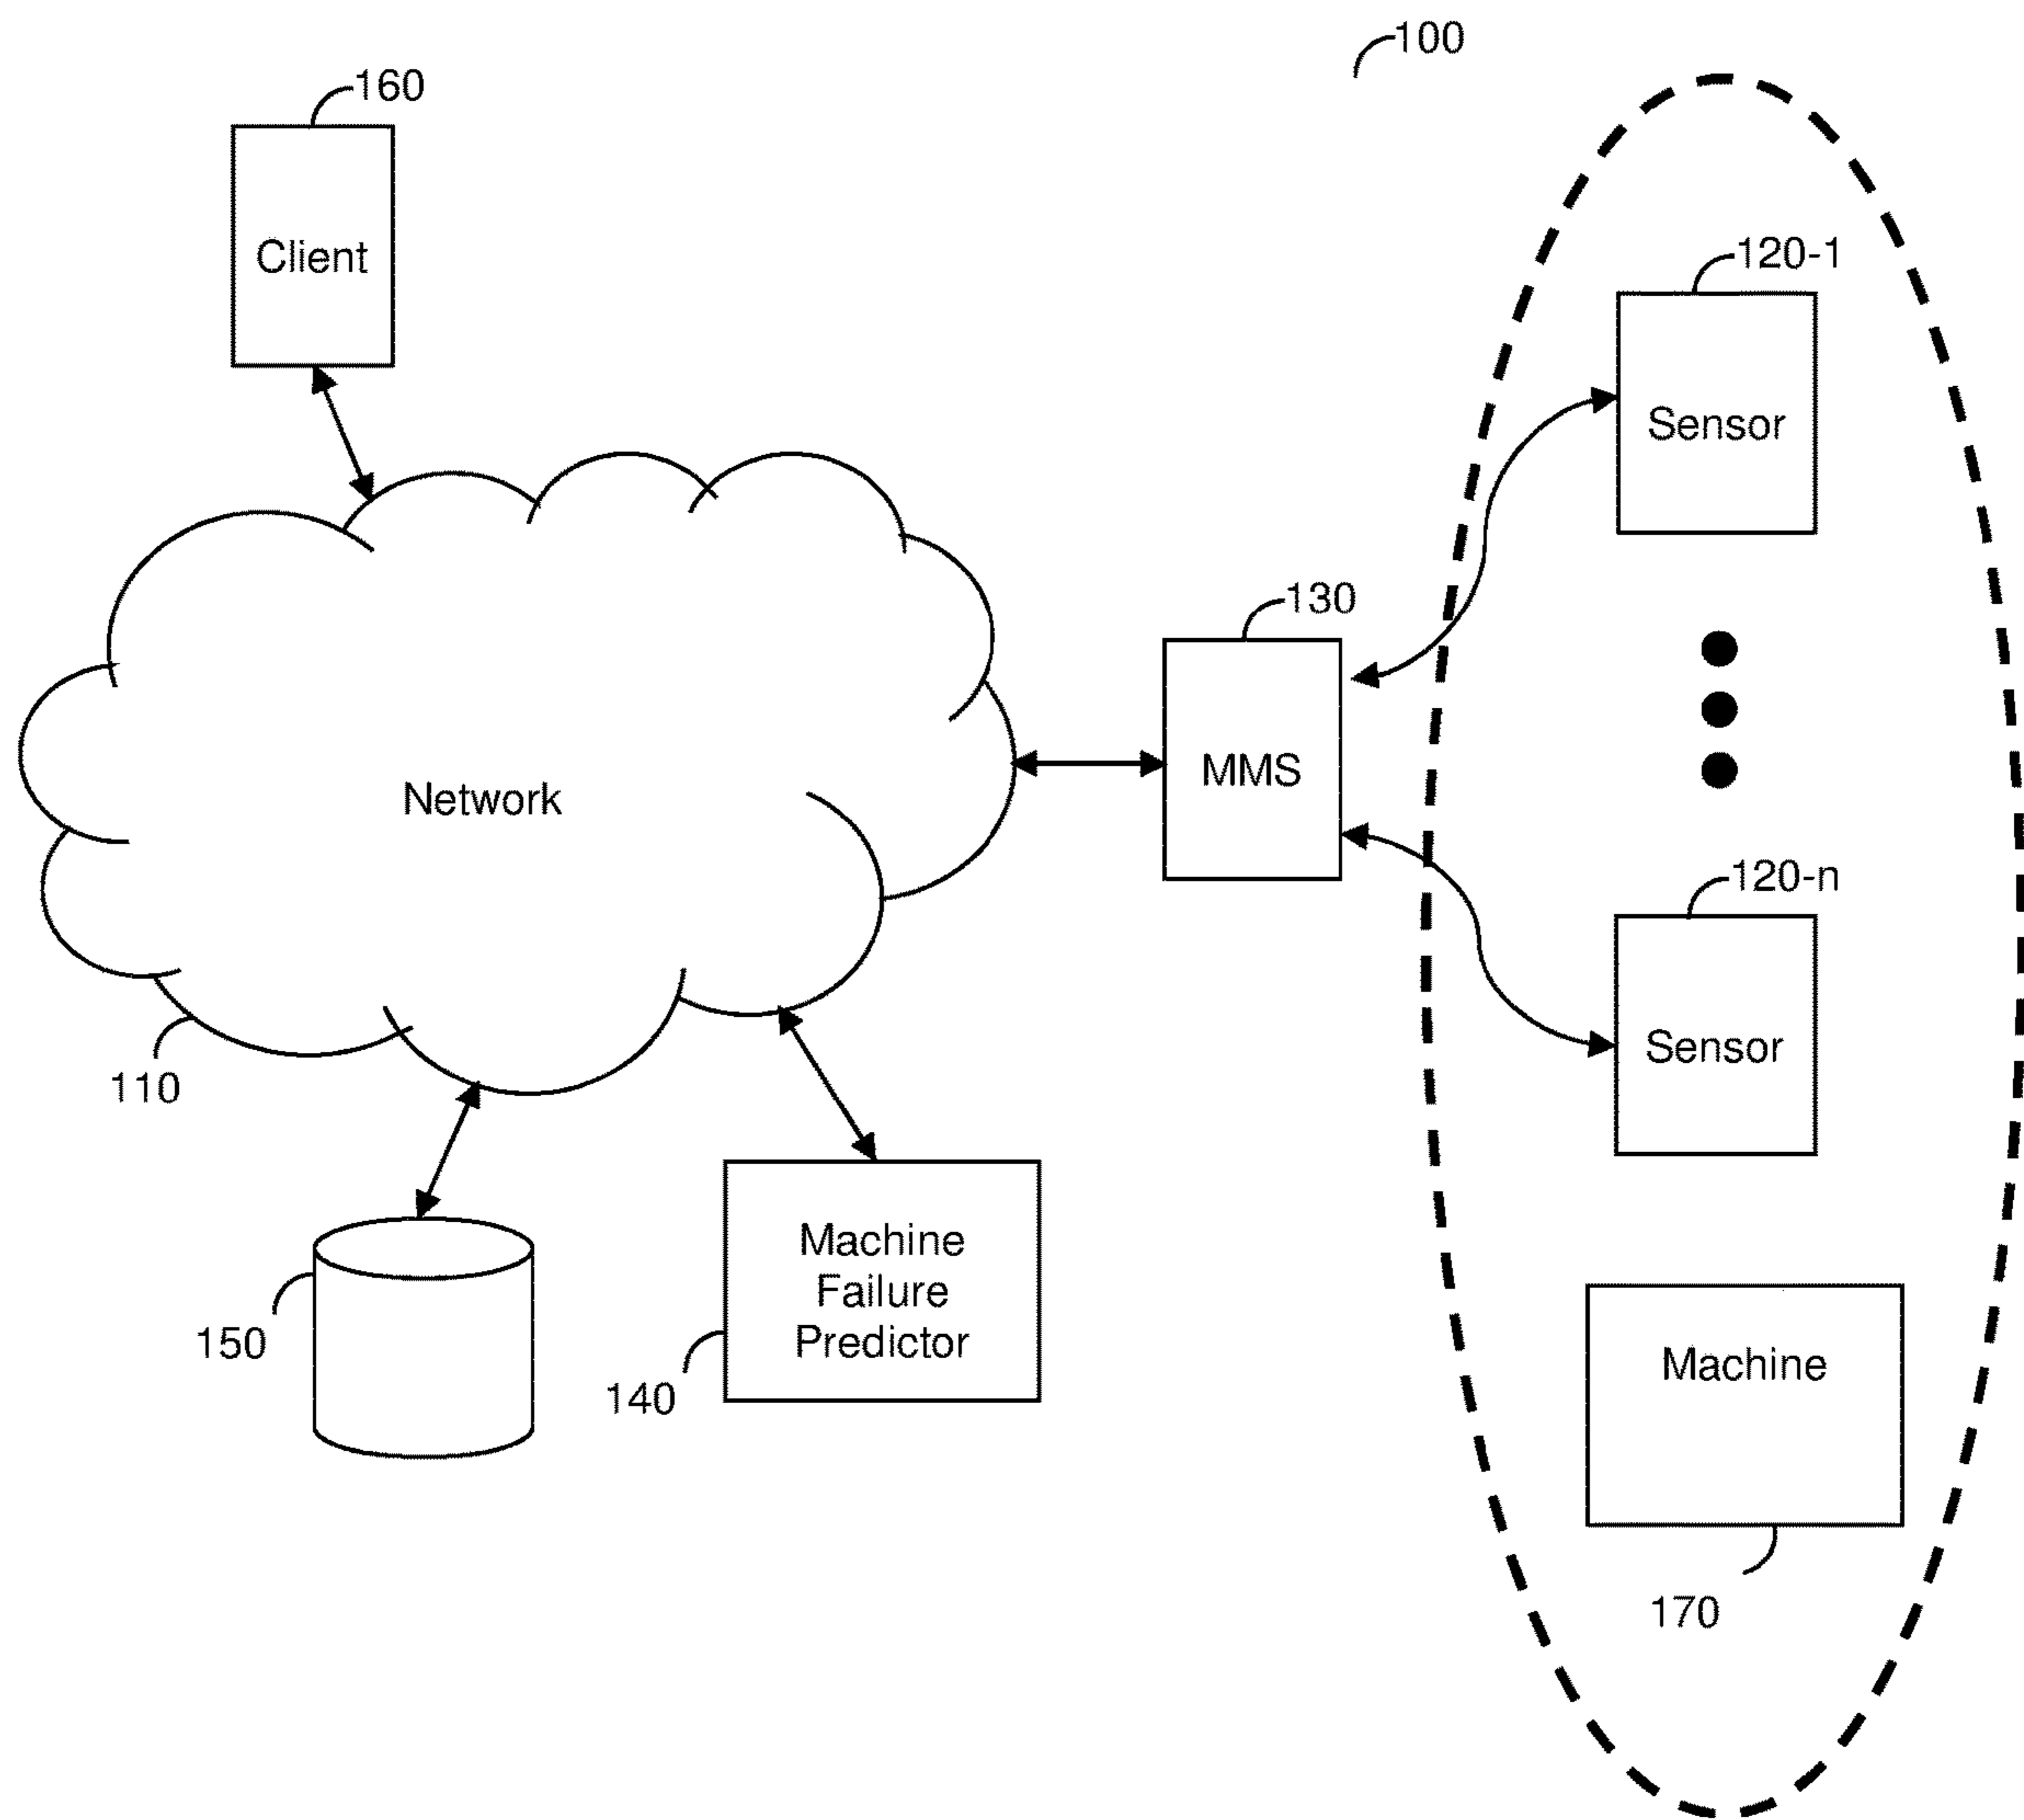 100
160
Client
120-1
Sensor
130
MMS
Network
120-n
Sensor
110
Machine
Failure
Predictor
150
140
Machine
170